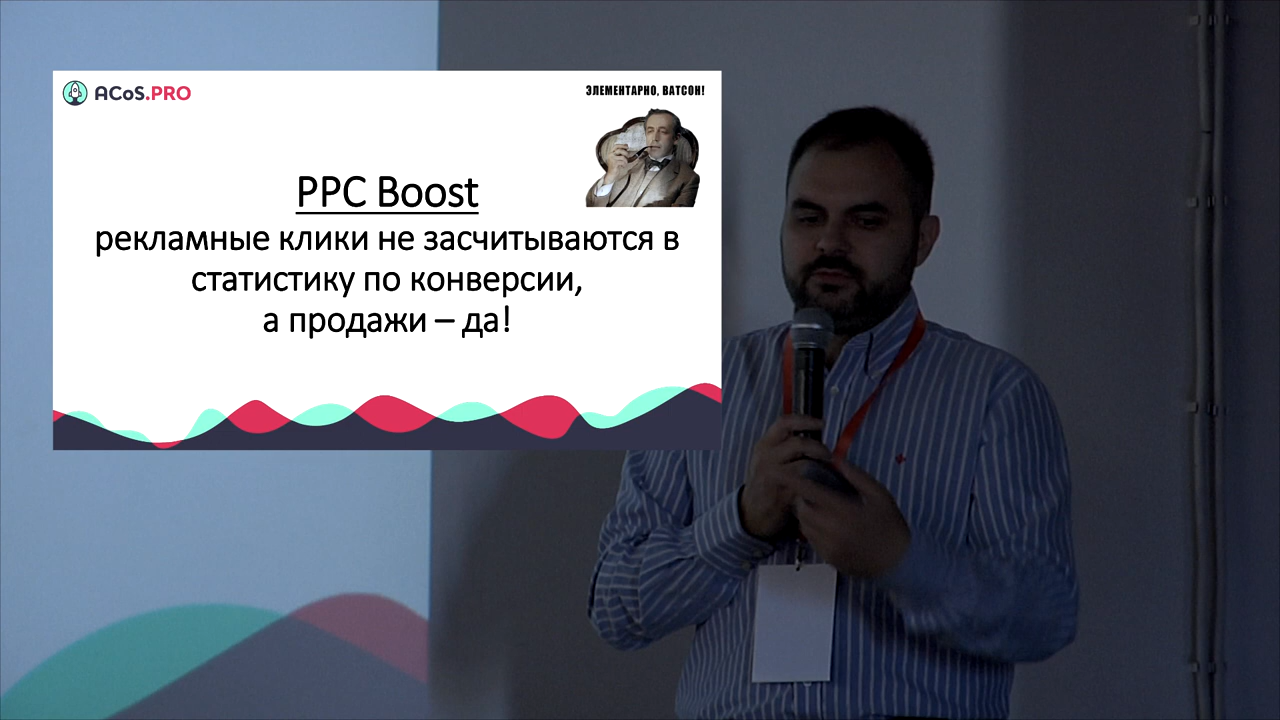 ACoS.PRO
ЭЛЕМЕНТАРНО, ВАТСОН!
PPC Boost
рекламные клики не засчитываются в
статистику по конверсии,
а продажи – да!